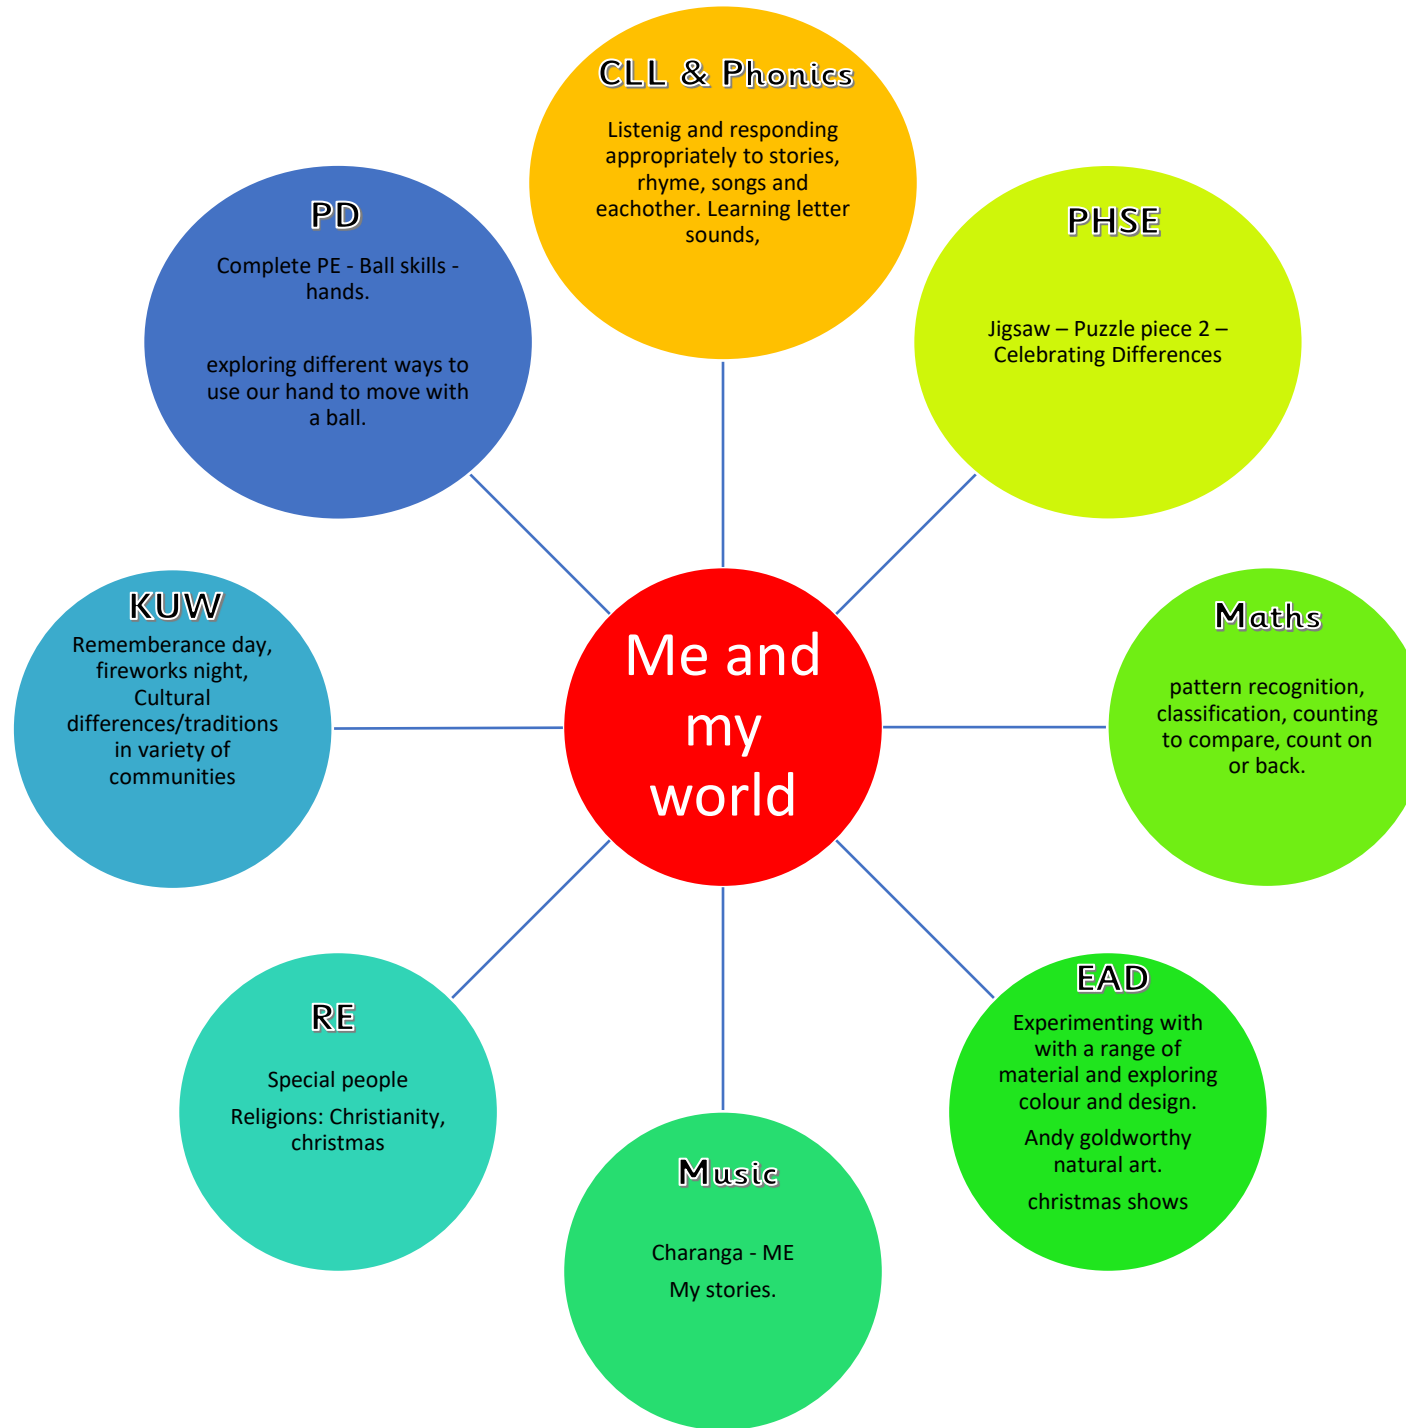 CLL & Phonics
Listenig and responding
appropriately to stories,
rhyme, songs and
eachother. Learning letter
sounds,
PHSE
Jigsaw – Puzzle piece 2 –
Celebrating Differences
Maths
pattern recognition,
classification, counting
to compare, count on
or back.
EAD
Experimenting with
with a range of
material and exploring
colour and design.
Andy goldworthy
natural art.
christmas shows
Music
Charanga - ME
My stories.
RE
Special people
Religions: Christianity,
christmas
KUW
Rememberance day,
fireworks night,
Cultural
differences/traditions
in variety of
communities
PD
Complete PE - Ball skills -
hands.
exploring different ways to
use our hand to move with
a ball.
Me and
my
world